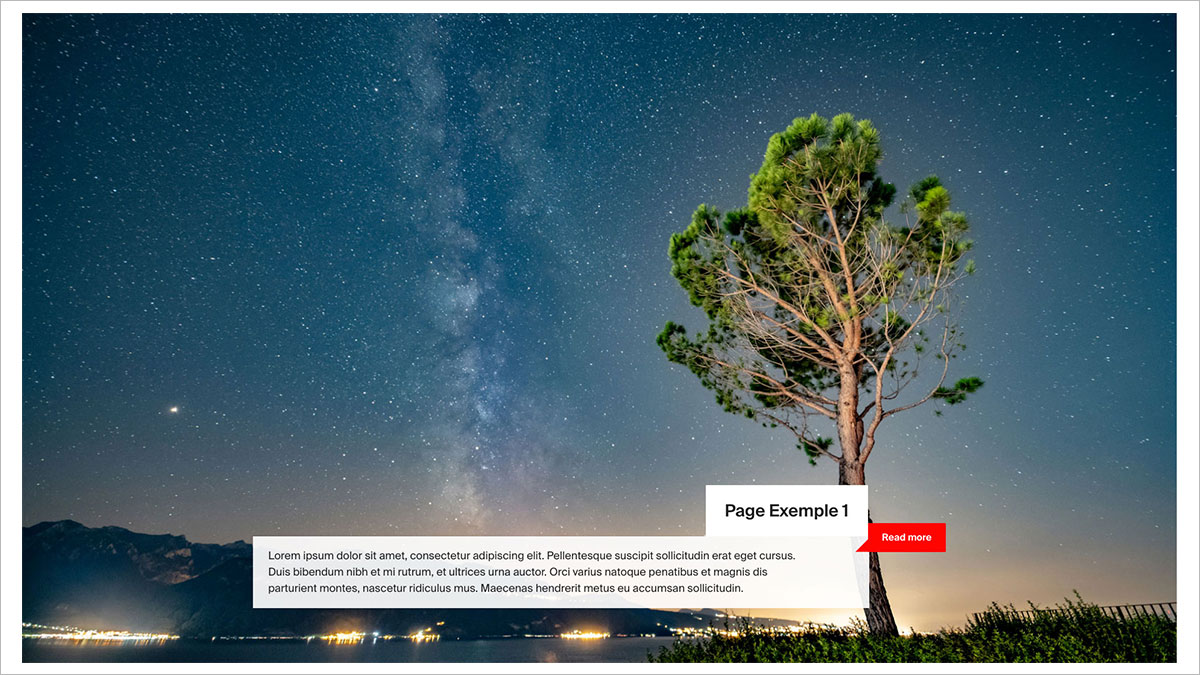 Page Exemple 1
Read more
Lorem ipsum dolor sit amet, consectetur adipiscing elit. Pellentesque suscipit sollicitudin erat eget cursus.
Duis bibendum nibh et mi rutrum, et ultrices urna auctor. Orci varius natoque penatibus et magnis dis
parturient montes, nascetur ridiculus mus. Maecenas hendrerit metus eu accumsan sollicitudin.